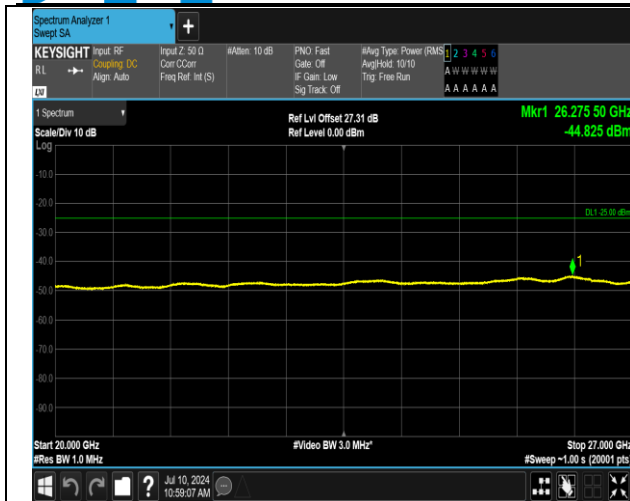 Spectrum Analyzer 1
Swept SA
KEYSIGHT
RL
LXI
Input: RF
Coupling: DC
Align: Auto
Input Z: 50 Ω
Corr CCorr
Freq Ref: Int (S)
#Atten: 10 dB
PNO: Fast
Gate: Off
IF Gain: Low
Sig Track: Off
#Avg Type: Power (RMS
Avg|Hold: 10/10
Trig: Free Run
1 2 3 4 5 6
A W W W W W
A A A A A A
1 Spectrum
Scale/Div 10 dB
Log
Ref Lvl Offset 27.31 dB
Ref Level 0.00 dBm
Mkr1 26.275 50 GHz
-44.825 dBm
-10.0
-20.0
DL1 -25.00 dBm
-30.0
-40.0
1
-50.0
-60.0
-70.0
-80.0
-90.0
Start 20.000 GHz
#Res BW 1.0 MHz
#Video BW 3.0 MHz*
Stop 27.000 GHz
#Sweep ~1.00 s (20001 pts
?
Jul 10, 2024
10:59:07 AM